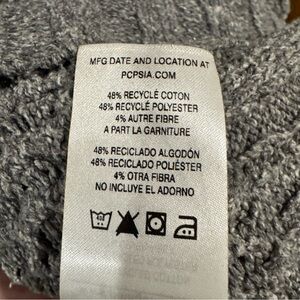 MFG DATE AND LOCATION AT
PCPSIA.COM
48% RECYCLÉ COTON
48% RECYCLÉ POLYESTER
4% AUTRE FIBRE
A PART LA GARNITURE
48% RECICLADO ALGODÓN
48% RECICLADO POLIÉSTER
4% OTRA FIBRA
NO INCLUYE EL ADORNO